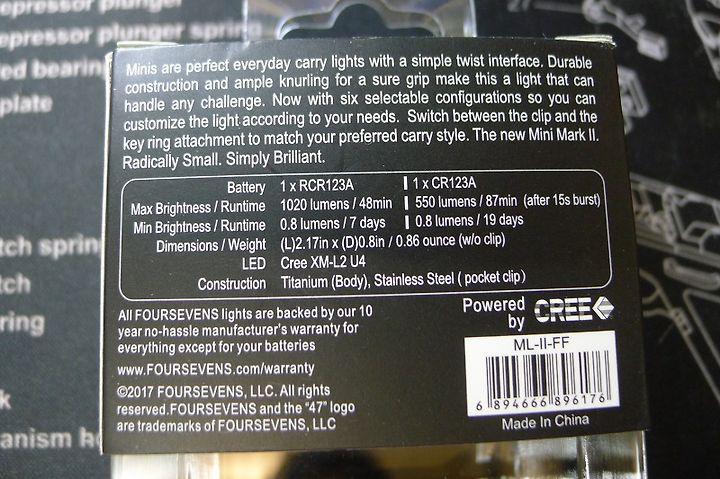 epressor plunger
epressor plunger spring
ed bearin
plate
Minis are perfect everyday carry lights with a simple twist interface. Durable
construction and ample knurling for a sure grip make this a light that can
handle any challenge. Now with six selectable configurations so you can
customize the light according to your needs. Switch between the clip and the
key ring attachment to match your preferred carry style. The new Mini Mark II.
Radically Small. Simply Brilliant.
Battery 1 x RCR123A 1 x CR123A
Max Brightness / Runtime 1020 lumens / 48min 550 lumens / 87min (after 15s burst)
Min Brightness / Runtime 0.8 lumens / 7 days 0.8 lumens / 19 days
Dimensions / Weight (L)2.17in x (D)0.8in / 0.86 ounce (w/o clip)
LED Cree XM-L2 U4
Construction Titanium (Body), Stainless Steel ( pocket clip )
tch spring
tch
ring
k
anism ho
All FOURSEVENS lights are backed by our 10
year no-hassle manufacturer's warranty for
everything except for your batteries
www.FOURSEVENS.com/warranty
©2017 FOURSEVENS, LLC. All rights
reserved.FOURSEVENS and the "47" logo
are trademarks of FOURSEVENS, LLC
Powered
by CREE
ML-II-FF
6 894666 896176
Made In China